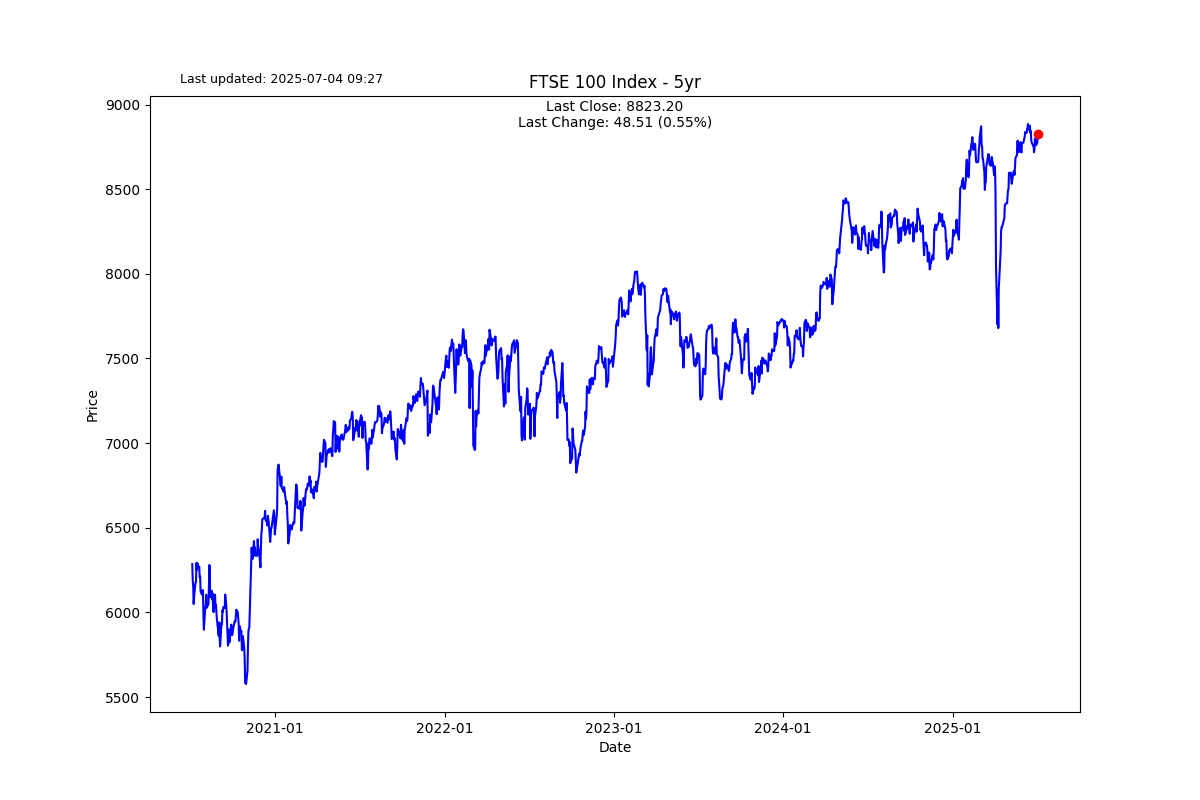 Last updated: 2025-07-04 09:27
FTSE 100 Index - 5yr
Last Close: 8823.20
Last Change: 48.51 (0.55%)
9000
8500
8000
7500
7000
6500
6000
5500
Price
2021-01
2022-01
2023-01
2024-01
2025-01
Date